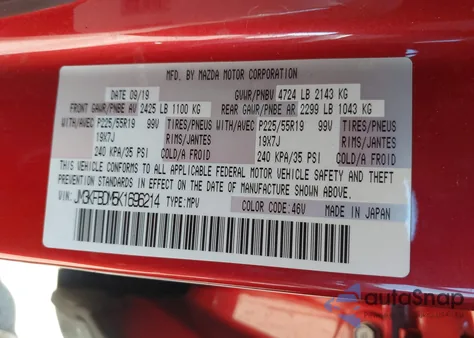 MFD. BY MAZDA MOTOR CORPORATION
DATE 09/19 GVWR/PNBV 4724 LB 2143 KG
FRONT GAWR/PNBE AV 2425 LB 1100 KG REAR GAWR/PNBE AR 2299 LB 1043 KG
WITH/AVEC P225/55R19 99V TIRES/PNEUS WITH/AVEC P225/55R19 99V TIRES/PNEUS
19X7J RIMS/JANTES 19X7J RIMS/JANTES
240 KPA/35 PSI COLD/A FROID 240 KPA/35 PSI COLD/A FROID
THIS VEHICLE CONFORMS TO ALL APPLICABLE FEDERAL MOTOR VEHICLE SAFETY AND THEFT
PREVENTION STANDARDS IN EFFECT ON THE DATE OF MANUFACTURE SHOWN ABOVE.
VIN: JM3KFBDM5K1696214 TYPE:MPV COLOR CODE:46V MADE IN JAPAN
autoSnap